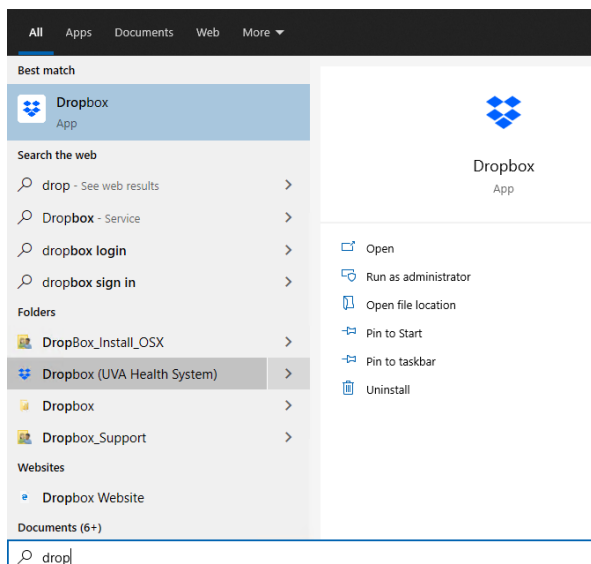 All Apps Documents Web More
Best match
Dropbox
App
Search the web
drop - See web results
Dropbox - Service
dropbox login
dropbox sign in
Folders
DropBox_Install_OSX
Dropbox (UVA Health System)
Dropbox
Dropbox_Support
Websites
Dropbox Website
Documents (6+)
drop
Dropbox
App
Open
Run as administrator
Open file location
Pin to Start
Pin to taskbar
Uninstall